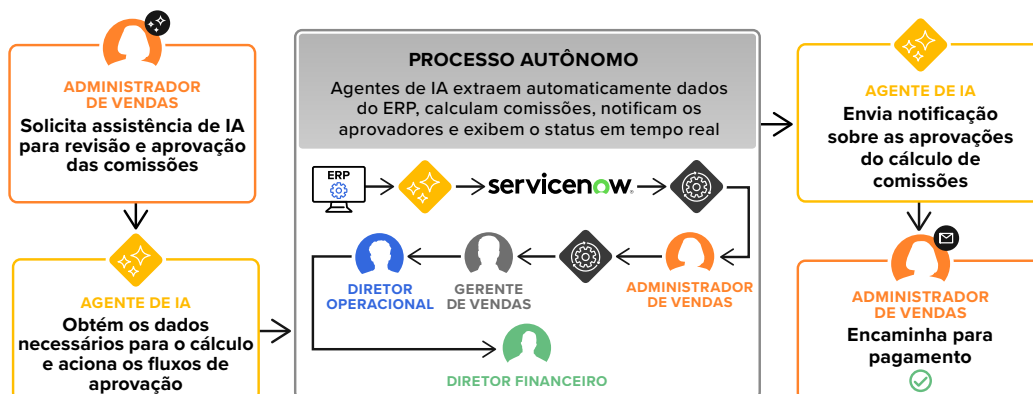 ADMINISTRADOR
DE VENDAS
Solicita assistência de IA
para revisão e aprovação
das comissões
AGENTE DE IA
Obtém os dados
necessários para o cálculo
e aciona os fluxos de
aprovação
PROCESSO AUTÔNOMO
Agentes de IA extraem automaticamente dados
do ERP, calculam comissões, notificam os
aprovadores e exibem o status em tempo real
ERP
servicenow
ADMINISTRADOR
DE VENDAS
GERENTE
DE VENDAS
DIRETOR
OPERACIONAL
DIRETOR FINANCEIRO
AGENTE DE IA
Envia notificação
sobre as aprovações
do cálculo de
comissões
ADMINISTRADOR
DE VENDAS
Encaminha para
pagamento